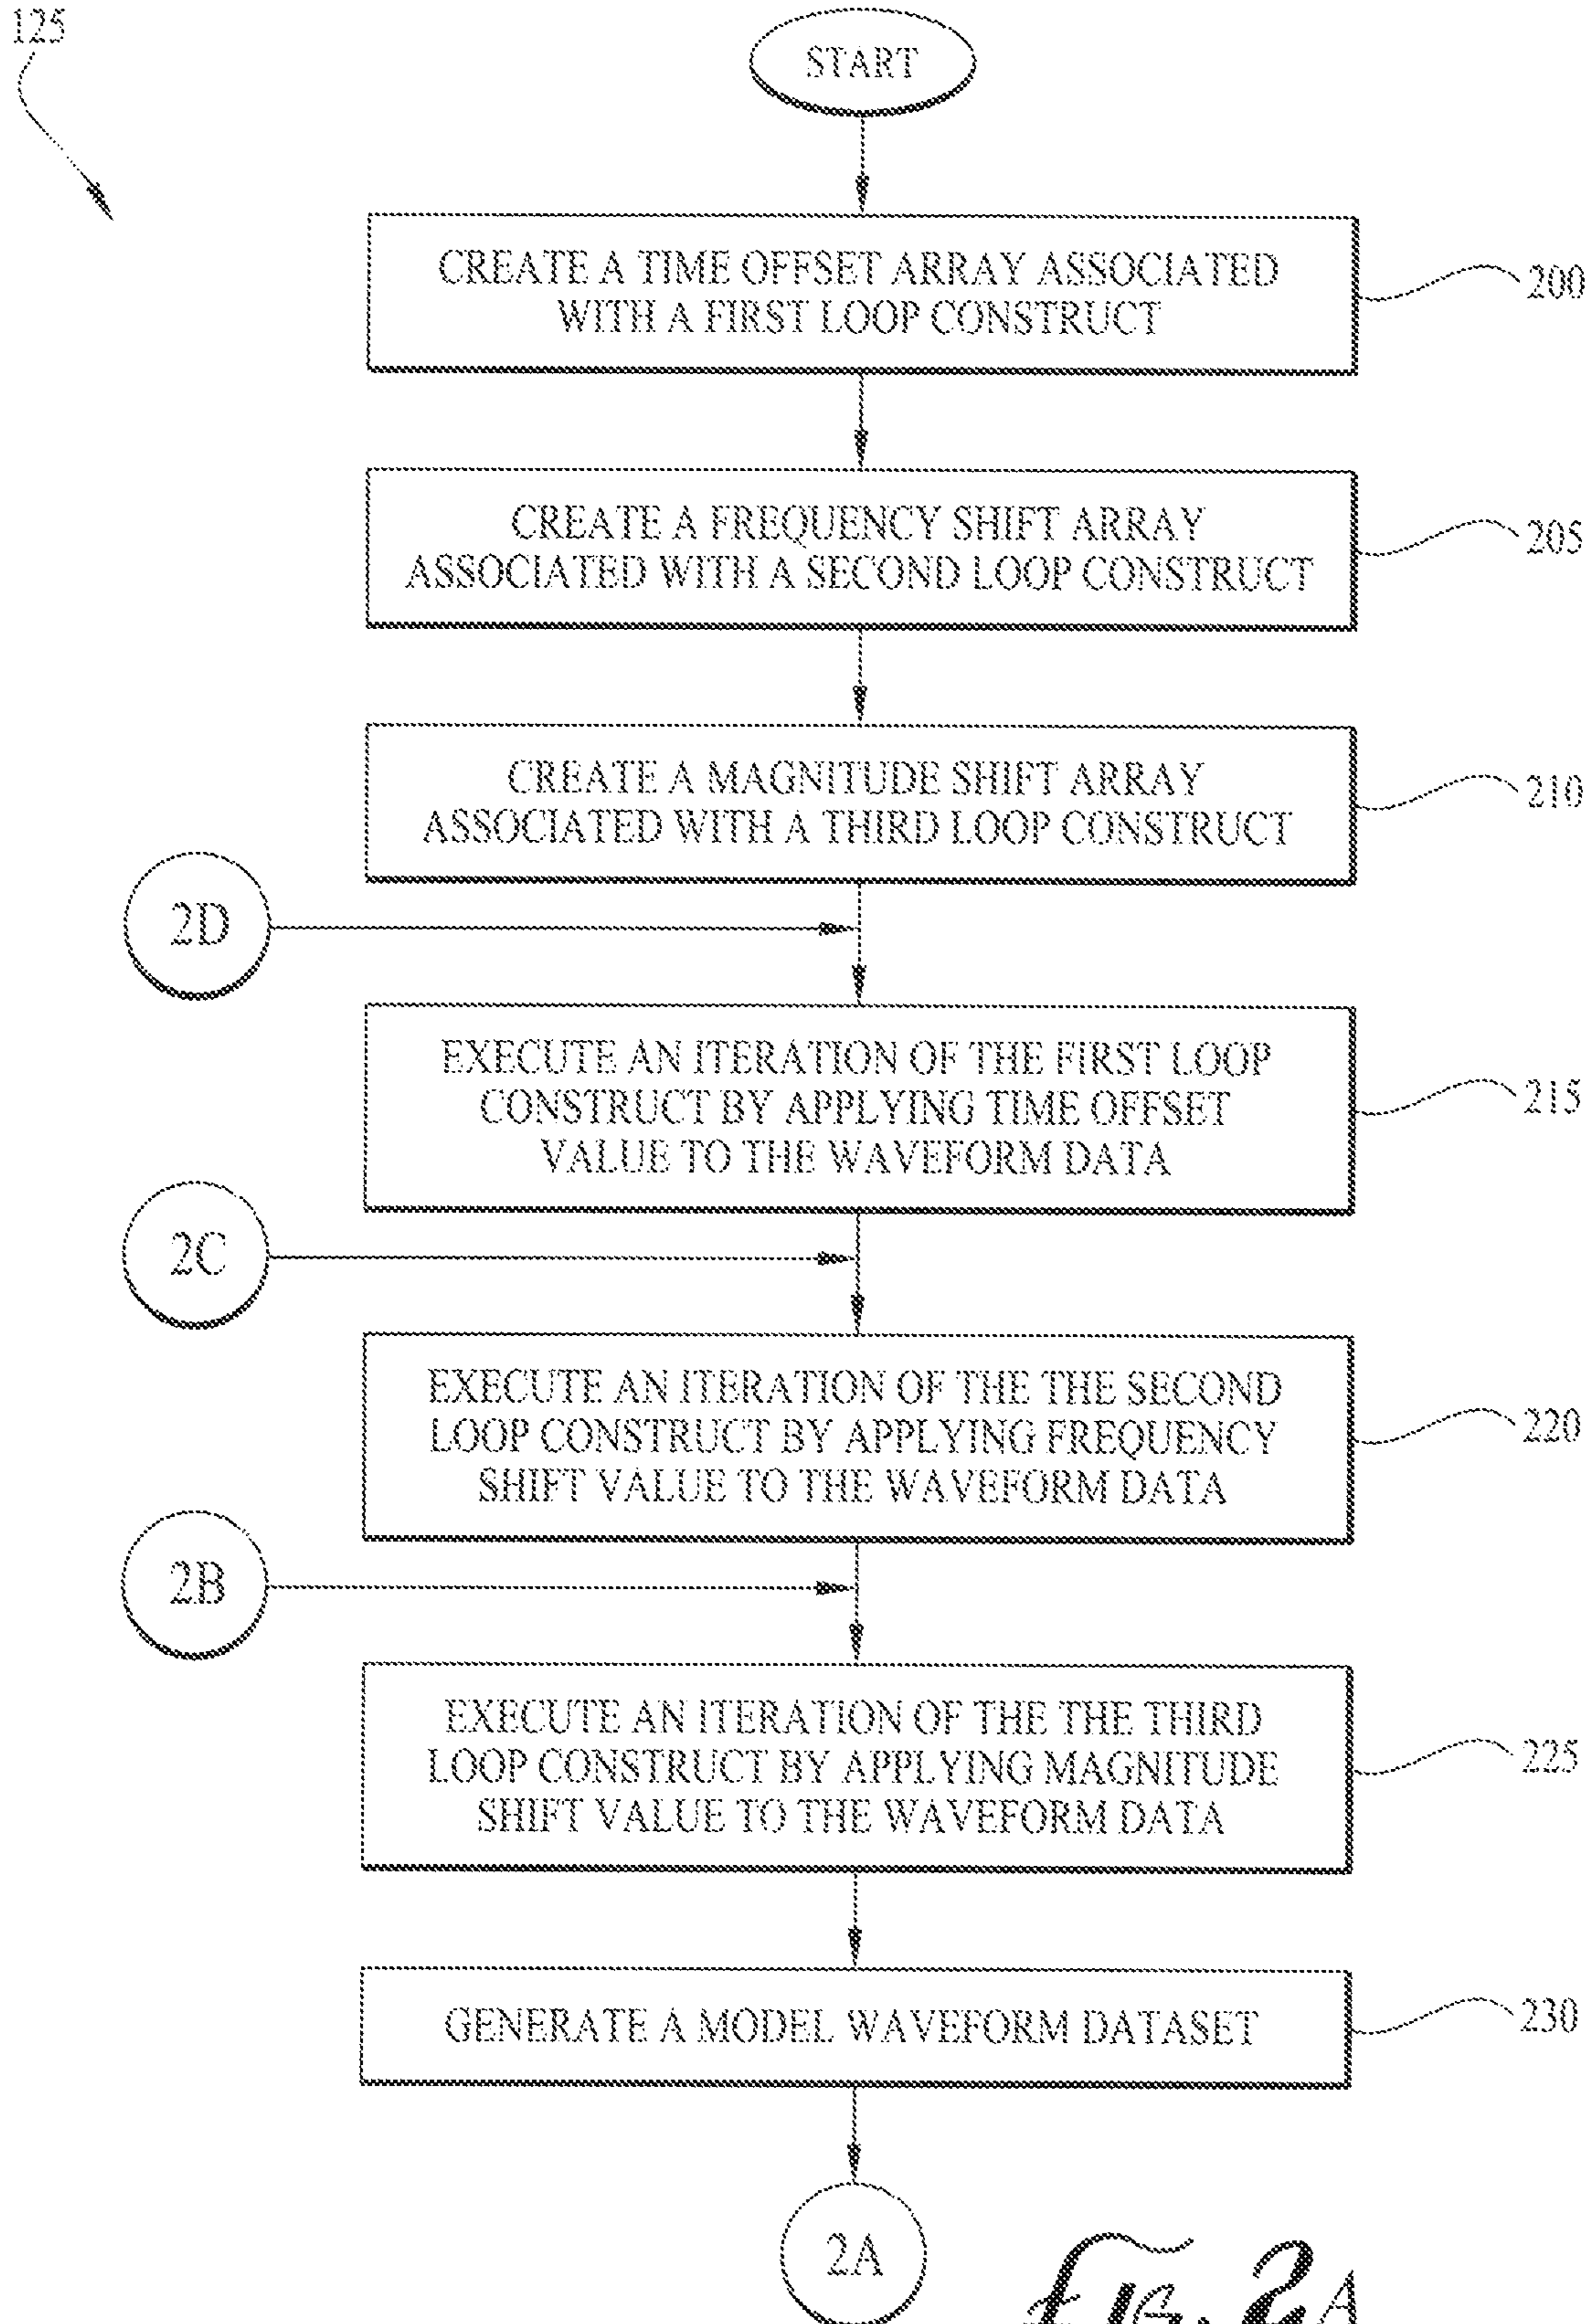 125
START
CREATE A TIME OFFSET ARRAY ASSOCIATED
WITH A FIRST LOOP CONSTRUCT
200
CREATE A FREQUENCY SHIFT ARRAY
ASSOCIATED WITH A SECOND LOOP CONSTRUCT
205
CREATE A MAGNITUDE SHIFT ARRAY
ASSOCIATED WITH A THIRD LOOP CONSTRUCT
210
2D
EXECUTE AN ITERATION OF THE FIRST LOOP
CONSTRUCT BY APPLYING TIME OFFSET
VALUE TO THE WAVEFORM DATA
215
2C
EXECUTE AN ITERATION OF THE THE SECOND
LOOP CONSTRUCT BY APPLYING FREQUENCY
SHIFT VALUE TO THE WAVEFORM DATA
220
2B
EXECUTE AN ITERATION OF THE THE THIRD
LOOP CONSTRUCT BY APPLYING MAGNITUDE
SHIFT VALUE TO THE WAVEFORM DATA
225
GENERATE A MODEL WAVEFORM DATASET
230
2A
Fig. 2A